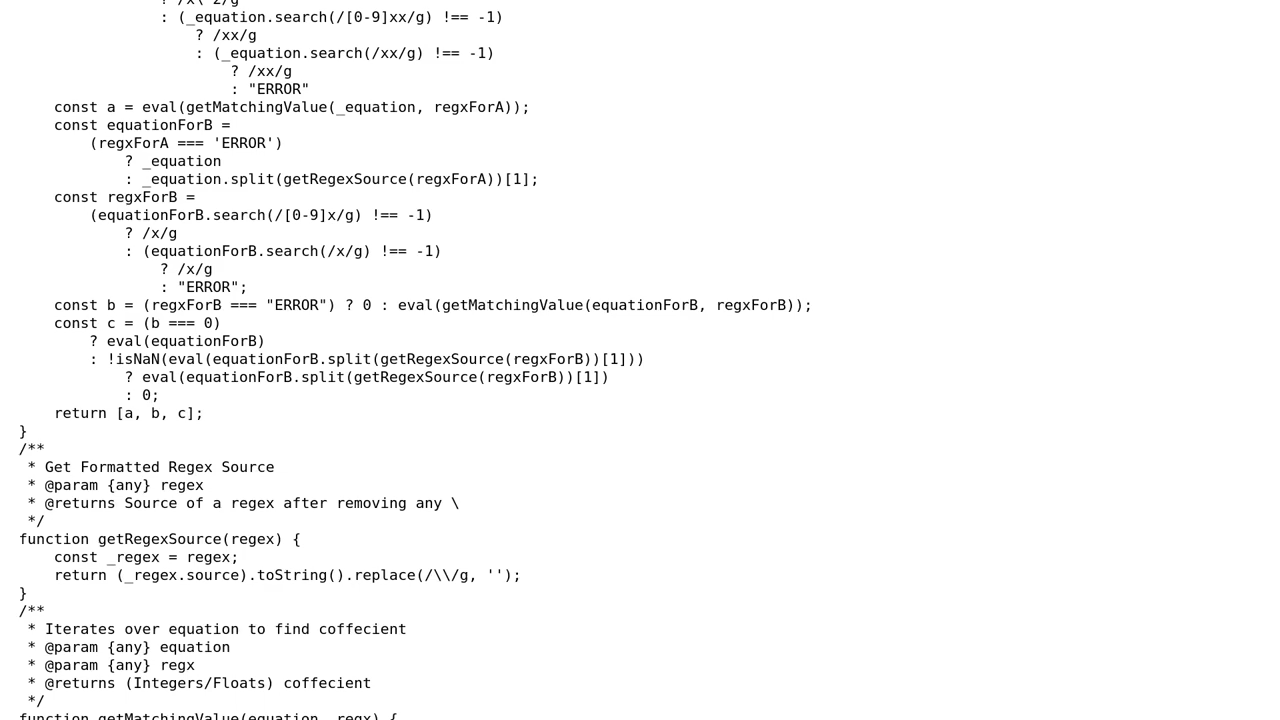 ? /x\^2/g
: (_equation.search(/[0-9]xx/g) !== -1)
? /xx/g
: (_equation.search(/xx/g) !== -1)
? /xx/g
: "ERROR"
const a = eval(getMatchingValue(_equation, regxForA));
const equationForB =
(regxForA === 'ERROR')
? _equation
: _equation.split(getRegexSource(regxForA))[1];
const regxForB =
(equationForB.search(/[0-9]x/g) !== -1)
? /x/g
: (equationForB.search(/x/g) !== -1)
? /x/g
: "ERROR";
const b = (regxForB === "ERROR") ? 0 : eval(getMatchingValue(equationForB, regxForB));
const c = (b === 0)
? eval(equationForB)
: !isNaN(eval(equationForB.split(getRegexSource(regxForB))[1]))
? eval(equationForB.split(getRegexSource(regxForB))[1])
: 0;
return [a, b, c];
}
/**
* Get Formatted Regex Source
* @param {any} regex
* @returns Source of a regex after removing any \
*/
function getRegexSource(regex) {
const _regex = regex;
return (_regex.source).toString().replace(/\\/g, '');
}
/**
* Iterates over equation to find coffecient
* @param {any} equation
* @param {any} regx
* @returns (Integers/Floats) coffecient
*/
function getMatchingValue(equation, regx) {